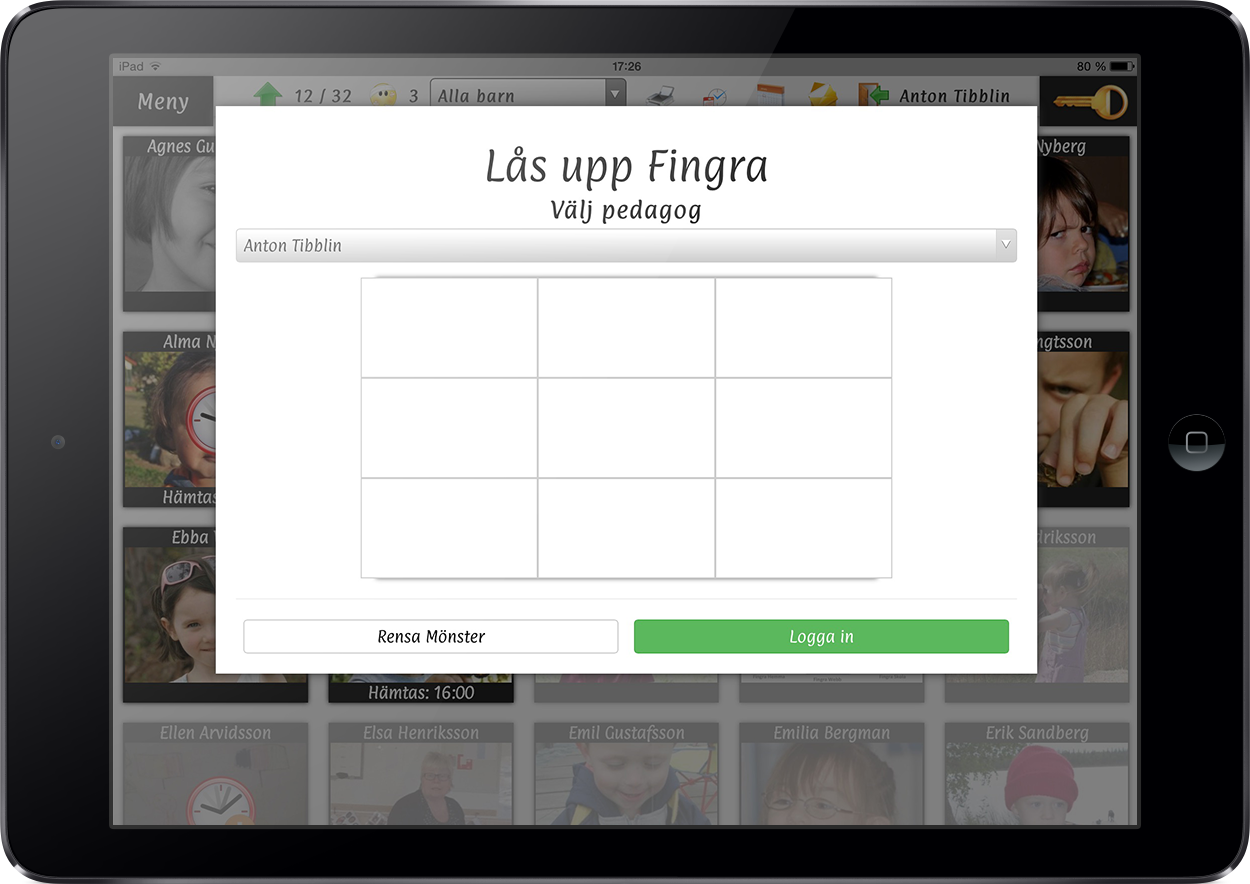 iPad 17:26 80 %
Meny 12 / 32 3 Alla barn Anton Tibblin
Agnes Gu
Nyberg
Lås upp Fingra
Välj pedagog
Anton Tibblin
Alma N
ngtsson
Hämtas
Ebba
driksson
Rensa Mönster Logga in
Hämtas: 16:00
Ellen Arvidsson Elsa Henriksson Emil Gustafsson Emilia Bergman Erik Sandberg